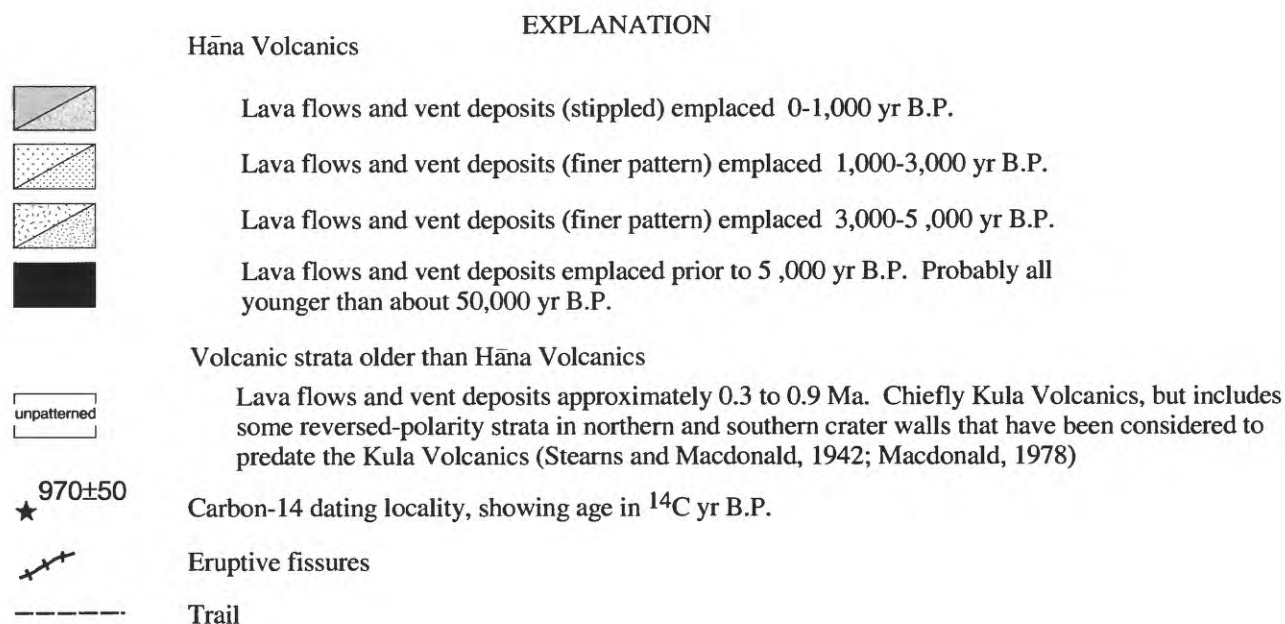 EXPLANATION
Hāna Volcanics
Lava flows and vent deposits (stippled) emplaced 0-1,000 yr B.P.
Lava flows and vent deposits (finer pattern) emplaced 1,000-3,000 yr B.P.
Lava flows and vent deposits (finer pattern) emplaced 3,000-5 ,000 yr B.P.
Lava flows and vent deposits emplaced prior to 5 ,000 yr B.P. Probably all
younger than about 50,000 yr B.P.
Volcanic strata older than Hāna Volcanics
unpatterned
Lava flows and vent deposits approximately 0.3 to 0.9 Ma. Chiefly Kula Volcanics, but includes
some reversed-polarity strata in northern and southern crater walls that have been considered to
predate the Kula Volcanics (Stearns and Macdonald, 1942; Macdonald, 1978)
970±50
Carbon-14 dating locality, showing age in ¹⁴C yr B.P.
Eruptive fissures
Trail